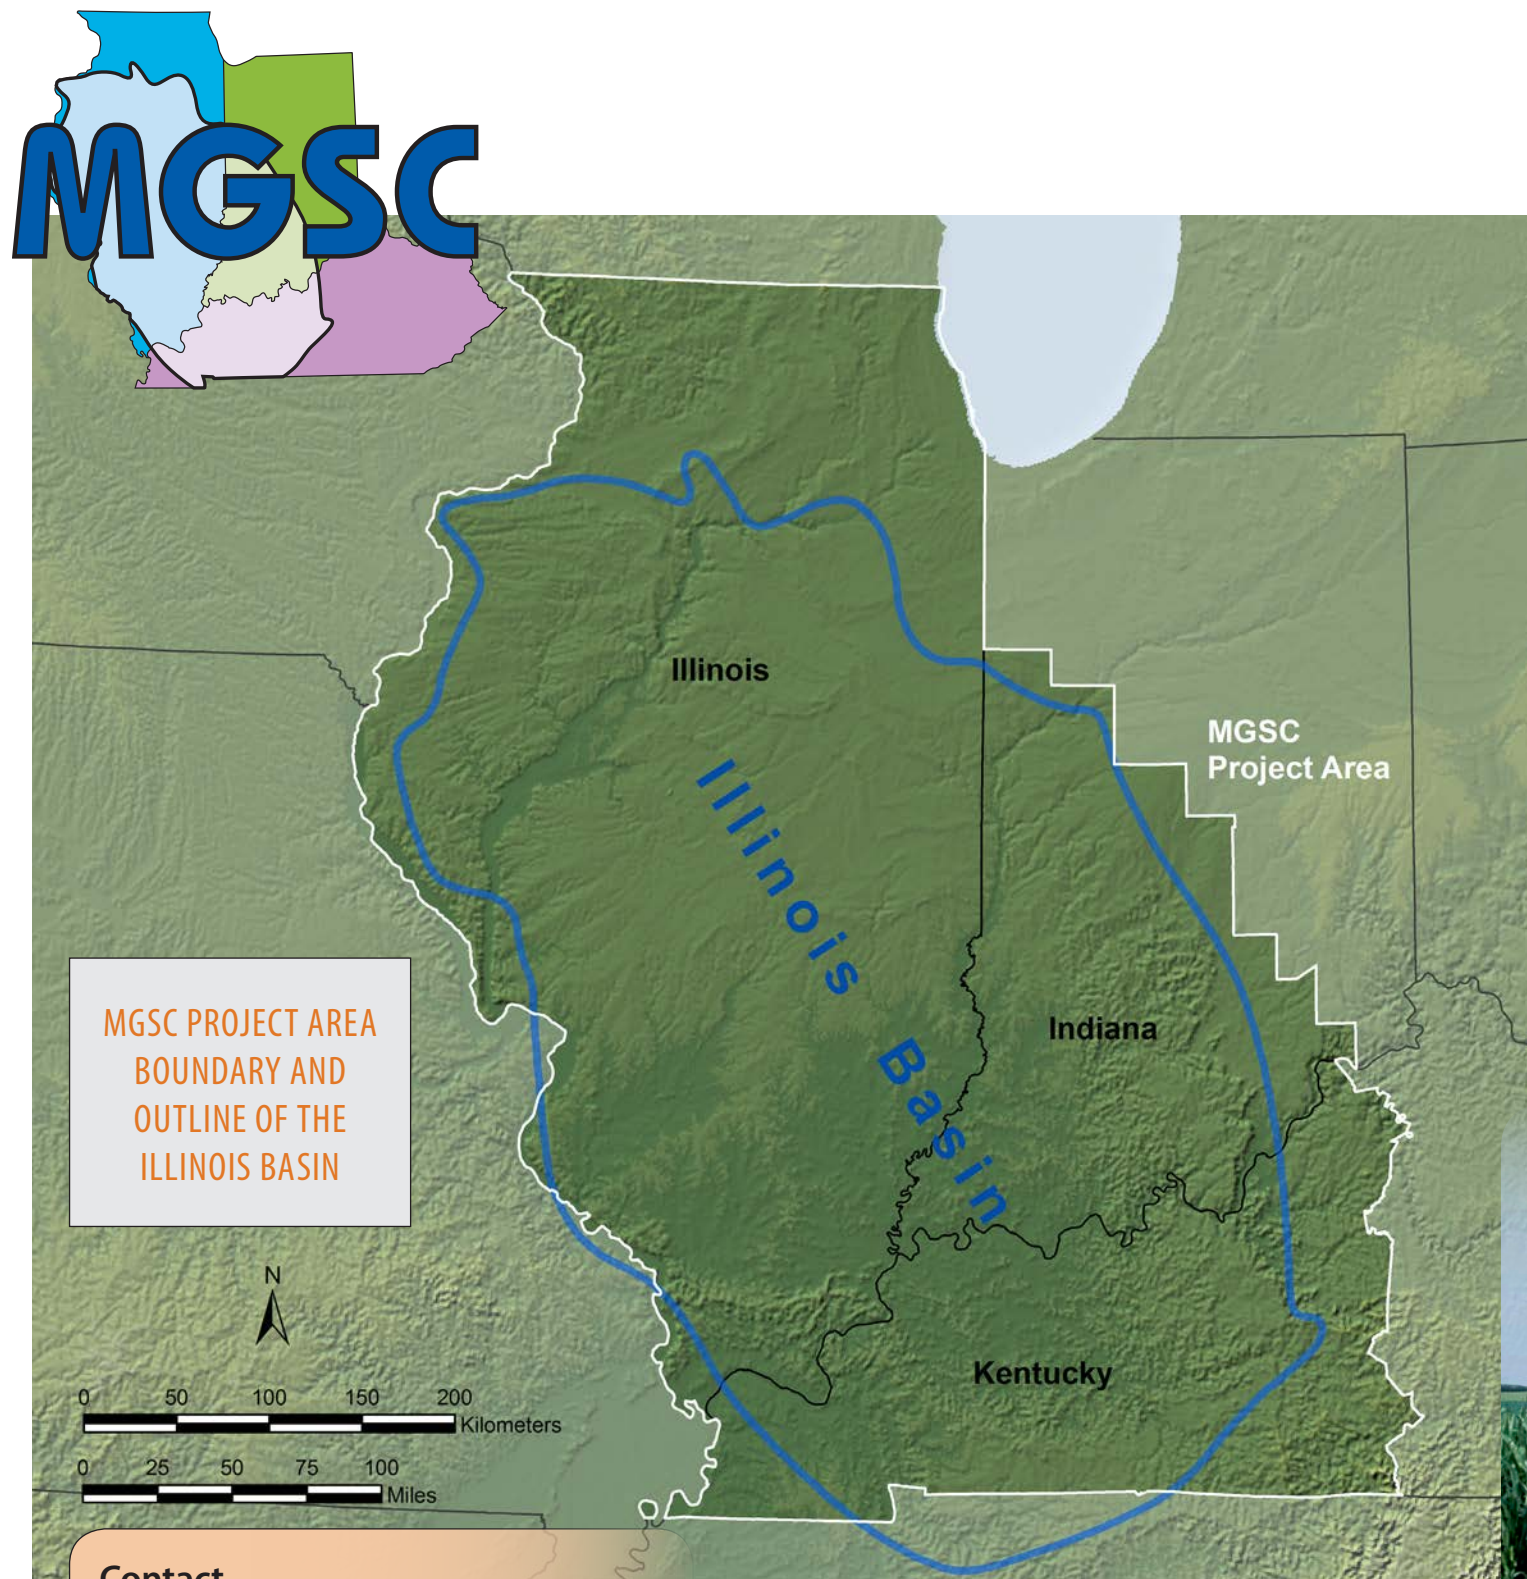 MGSC
Illinois
MGSC
Project Area
Illinois Basin
Indiana
MGSC PROJECT AREA
BOUNDARY AND
OUTLINE OF THE
ILLINOIS BASIN
N
Kentucky
0 50 100 150 200
Kilometers
0 25 50 75 100
Miles
Contact